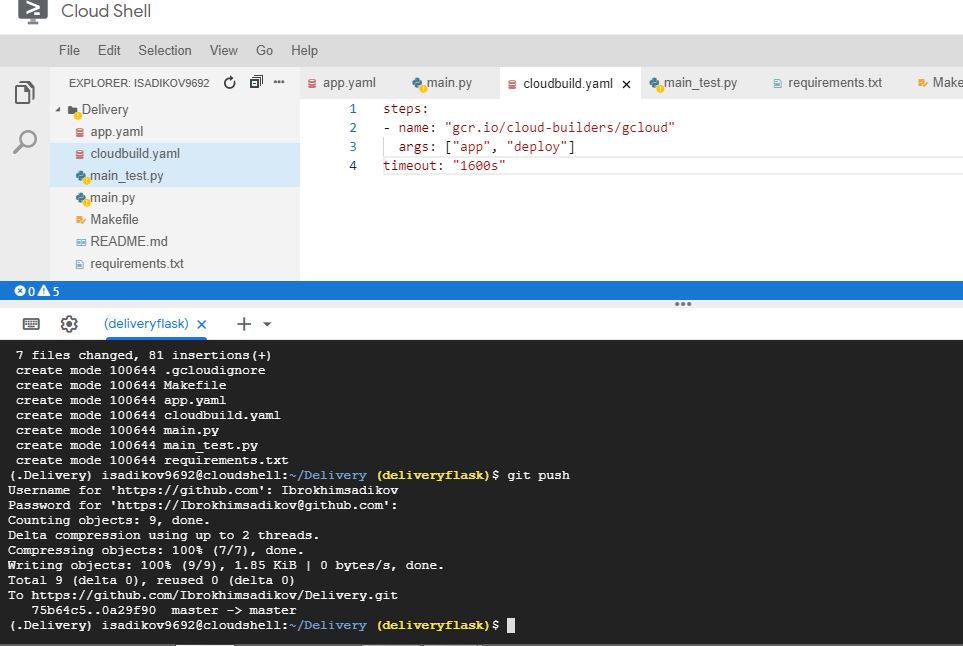 Cloud Shell
File Edit Selection View Go Help
EXPLORER: ISADIKOV9692
app.yaml main.py cloudbuild.yaml main_test.py requirements.txt Make
Delivery
app.yaml
cloudbuild.yaml
main_test.py
main.py
Makefile
README.md
requirements.txt
1 steps:
2 - name: "gcr.io/cloud-builders/gcloud"
3 args: ["app", "deploy"]
4 timeout: "1600s"
0 5
(deliveryflask)
7 files changed, 81 insertions(+)
create mode 100644 .gcloudignore
create mode 100644 Makefile
create mode 100644 app.yaml
create mode 100644 cloudbuild.yaml
create mode 100644 main.py
create mode 100644 main_test.py
create mode 100644 requirements.txt
(.Delivery) isadikov9692@cloudshell:~/Delivery (deliveryflask)$ git push
Username for 'https://github.com': Ibrokhimsadikov
Password for 'https://Ibrokhimsadikov@github.com':
Counting objects: 9, done.
Delta compression using up to 2 threads.
Compressing objects: 100% (7/7), done.
Writing objects: 100% (9/9), 1.85 KiB | 0 bytes/s, done.
Total 9 (delta 0), reused 0 (delta 0)
To https://github.com/Ibrokhimsadikov/Delivery.git
75b64c5..0a29f90 master -> master
(.Delivery) isadikov9692@cloudshell:~/Delivery (deliveryflask)$